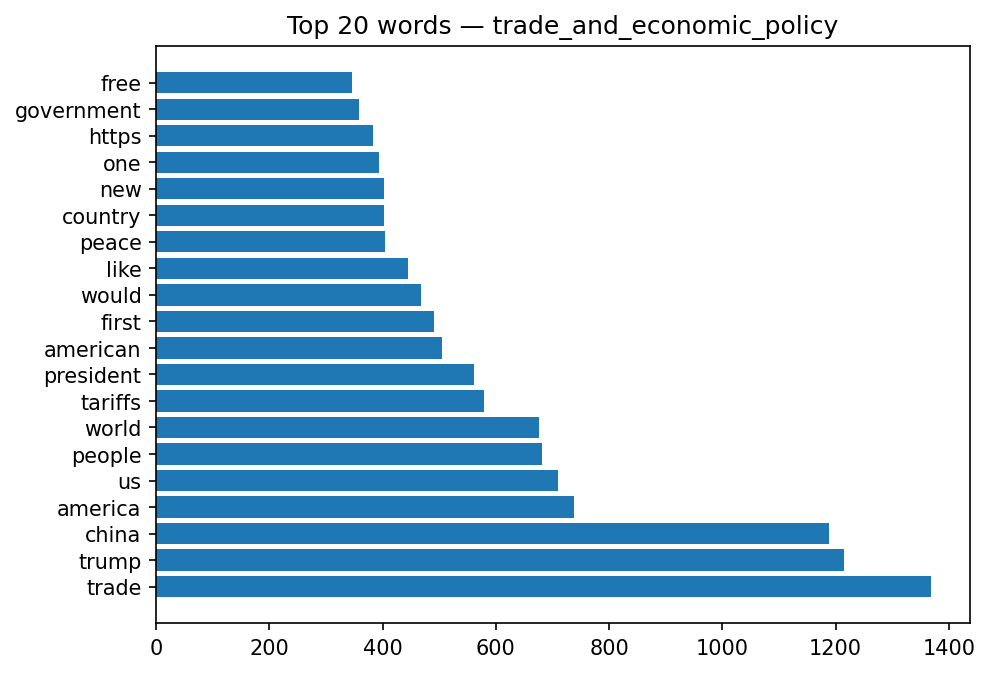 Top 20 words — trade_and_economic_policy
free
government
https
one
new
country
peace
like
would
first
american
president
tariffs
world
people
us
america
china
trump
trade
0 200 400 600 800 1000 1200 1400